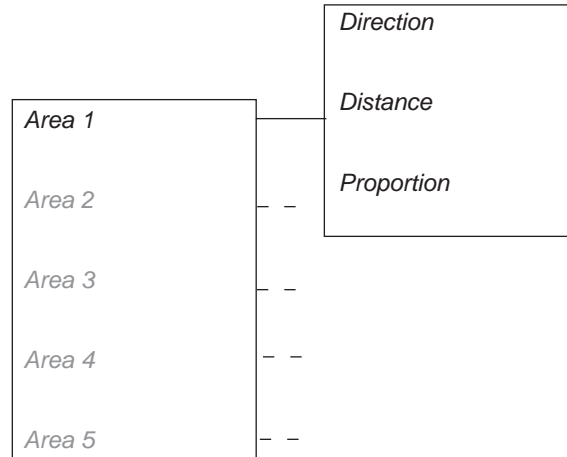 Direction
Distance
Proportion
Area 1
Area 2
Area 3
Area 4
Area 5